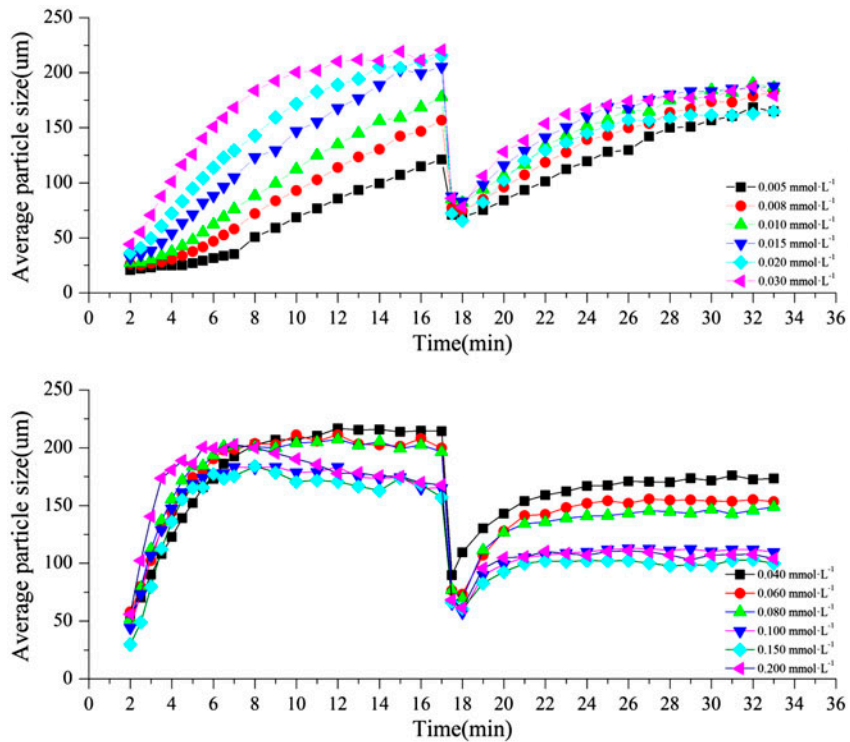 250
200
150
100
50
0
Average particle size(um)
0 2 4 6 8 10 12 14 16 18 20 22 24 26 28 30 32 34 36
Time(min)
0.005 mmol·L⁻¹
0.008 mmol·L⁻¹
0.010 mmol·L⁻¹
0.015 mmol·L⁻¹
0.020 mmol·L⁻¹
0.030 mmol·L⁻¹
250
200
150
100
50
0
Average particle size(um)
0 2 4 6 8 10 12 14 16 18 20 22 24 26 28 30 32 34 36
Time(min)
0.040 mmol·L⁻¹
0.060 mmol·L⁻¹
0.080 mmol·L⁻¹
0.100 mmol·L⁻¹
0.150 mmol·L⁻¹
0.200 mmol·L⁻¹